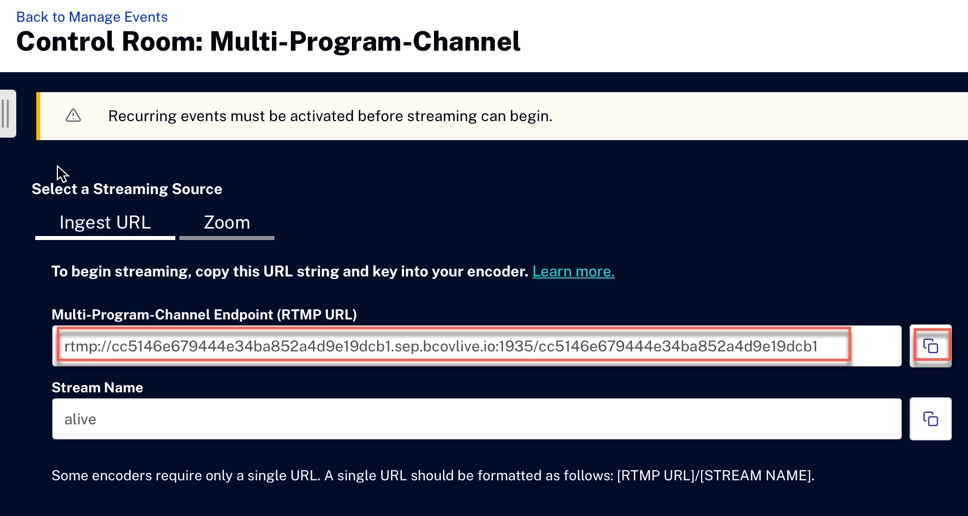 Back to Manage Events
Control Room: Multi-Program-Channel
Recurring events must be activated before streaming can begin.
Select a Streaming Source
Ingest URL Zoom
To begin streaming, copy this URL string and key into your encoder. Learn more.
Multi-Program-Channel Endpoint (RTMP URL)
rtmp://cc5146e679444e34ba852a4d9e19dcb1.sep.bcovlive.io:1935/cc5146e679444e34ba852a4d9e19dcb1
Stream Name
alive
Some encoders require only a single URL. A single URL should be formatted as follows: [RTMP URL]/[STREAM NAME].